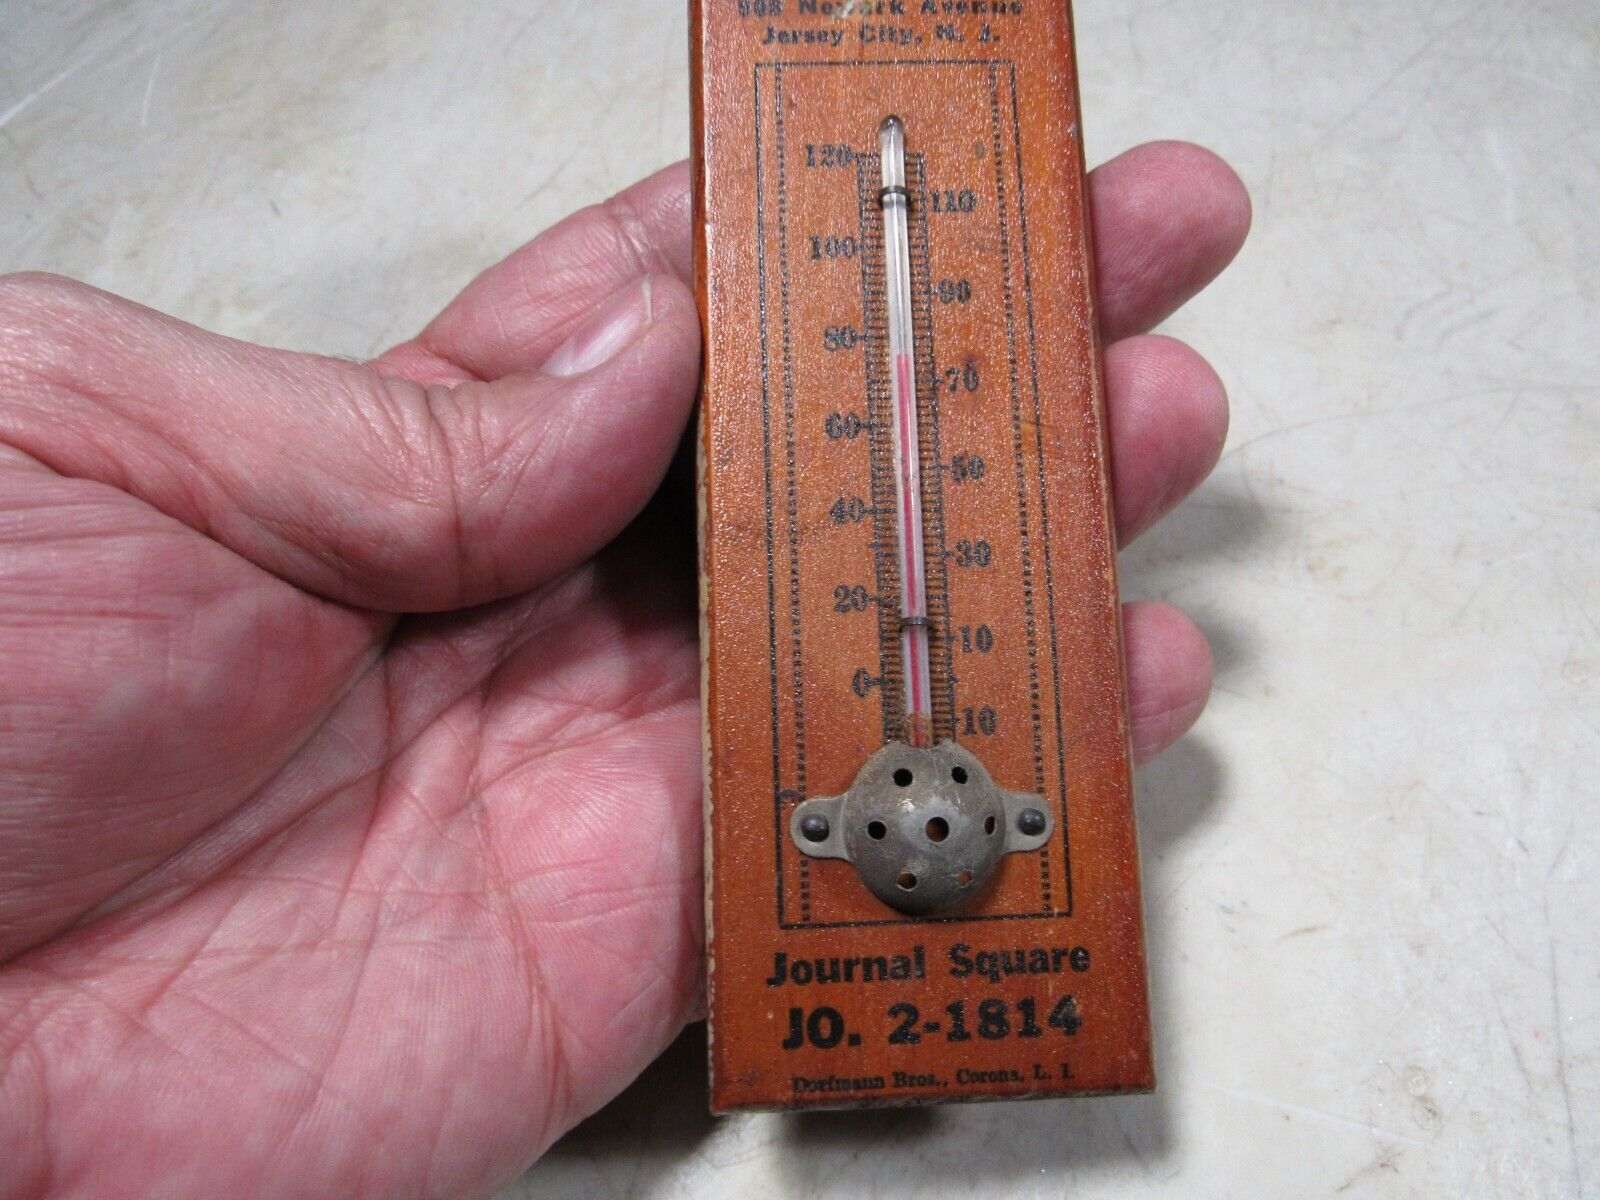 Newark Avenue
Jersey City, N. J.
120
110
100
90
80
70
60
50
40
30
20
10
0
10
Journal Square
JO. 2-1814
Dorfmann Bros., Corona, L. I.